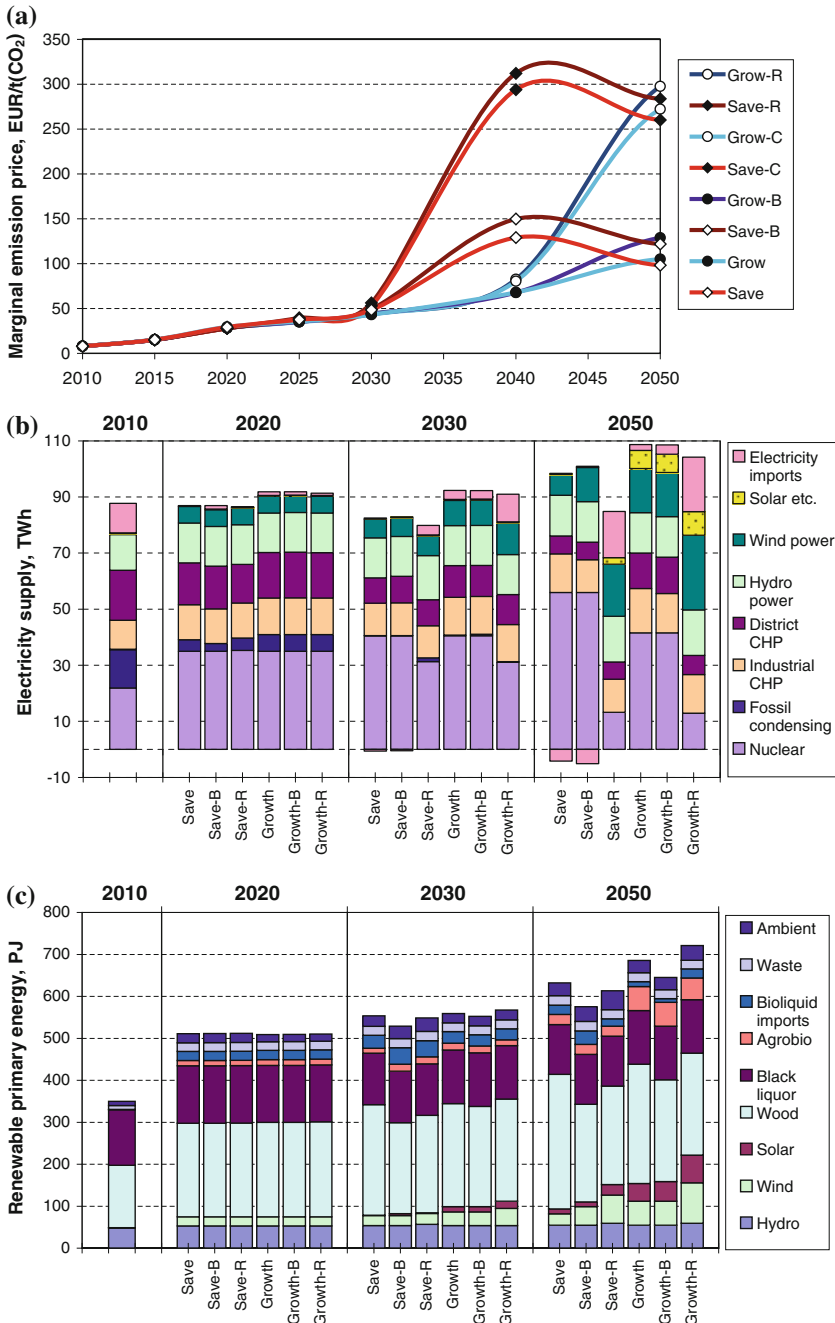 (a)
Marginal emission price, EUR/t(CO2)
350
300
250
200
150
100
50
0
2010 2015 2020 2025 2030 2035 2040 2045 2050
Grow-R
Save-R
Grow-C
Save-C
Grow-B
Save-B
Grow
Save
(b)
2010 2020 2030 2050
Electricity supply, TWh
110
90
70
50
30
10
-10
Save Save-B Save-R Growth Growth-B Growth-R Save Save-B Save-R Growth Growth-B Growth-R Save Save-B Save-R Growth Growth-B Growth-R
Electricity
imports
Solar etc.
Wind power
Hydro
power
District
CHP
Industrial
CHP
Fossil
condensing
Nuclear
(c)
2010 2020 2030 2050
Renewable primary energy, PJ
800
700
600
500
400
300
200
100
0
Save Save-B Save-R Growth Growth-B Growth-R Save Save-B Save-R Growth Growth-B Growth-R Save Save-B Save-R Growth Growth-B Growth-R
Ambient
Waste
Bioliquid
imports
Agrobio
Black
liquor
Wood
Solar
Wind
Hydro